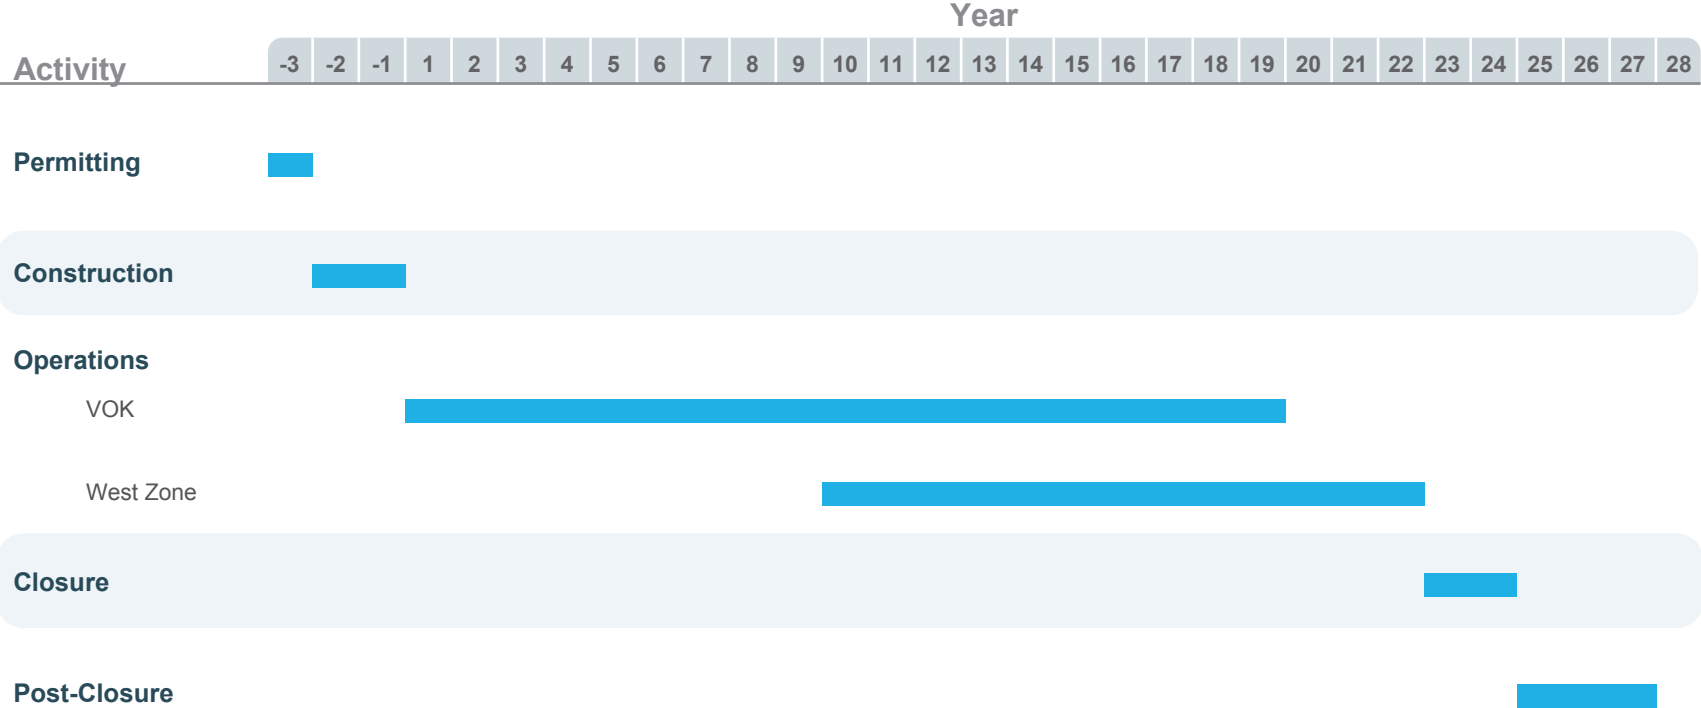 Year
Activity -3 -2 -1 1 2 3 4 5 6 7 8 9 10 11 12 13 14 15 16 17 18 19 20 21 22 23 24 25 26 27 28
Permitting
Construction
Operations
VOK
West Zone
Closure
Post-Closure